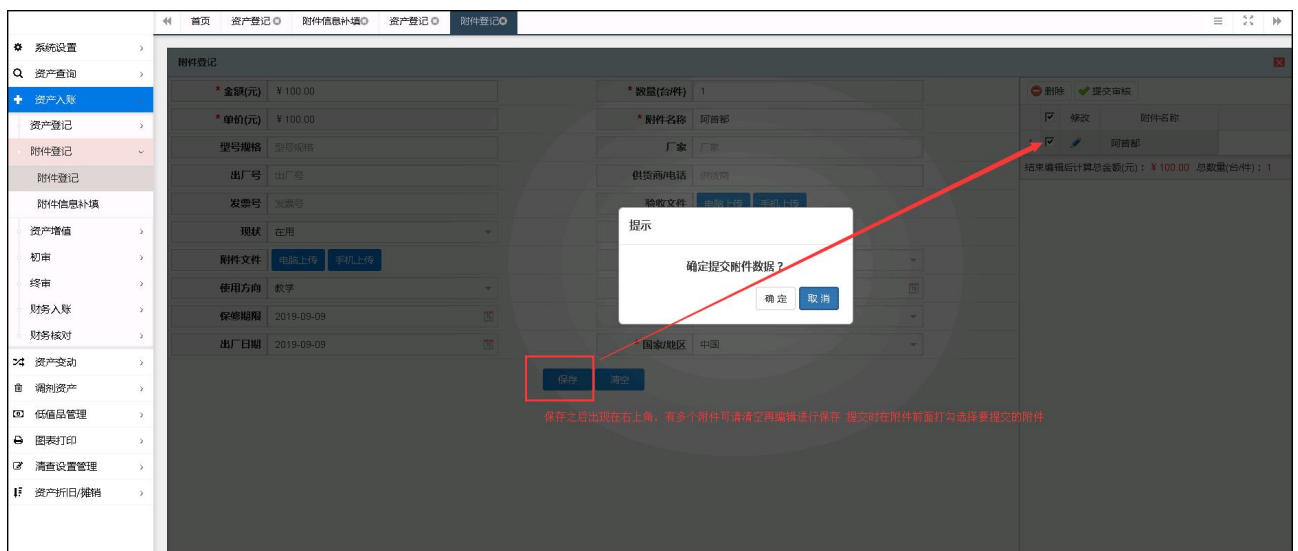 首页 资产登记 附件信息补填 资产登记 附件登记
系统设置
资产查询
资产入账
资产登记
附件登记
附件登记
附件信息补填
资产增值
初审
终审
财务入账
财务核对
资产变动
调剂资产
低值品管理
图表打印
清查设置管理
资产折旧/摊销
附件登记
* 金额(元) ¥ 100.00 * 数量(台/件) 1
* 单价(元) ¥ 100.00 * 附件名称 阿首都
型号规格 型号规格 厂家 厂家
出厂号 出厂号 供货商/电话 供货商
发票号 发票号 验收文件 电脑上传 手机上传
现状 在用
附件文件 电脑上传 手机上传
使用方向 教学
保修期限 2019-09-09
出厂日期 2019-09-09 * 国家/地区 中国
保存 清空
删除 提交审核
修改 附件名称
阿首都
结束编辑后计算总金额(元)：¥ 100.00 总数量(台/件)：1
提示
确定提交附件数据？
确 定 取 消
保存之后出现在右上角，有多个附件可请清空再编辑进行保存 提交时在附件前面打勾选择要提交的附件